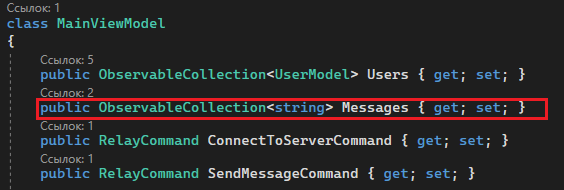 Ссылок: 1
class MainViewModel
{
Ссылок: 5
public ObservableCollection<UserModel> Users { get; set; }
Ссылок: 2
public ObservableCollection<string> Messages { get; set; }
Ссылок: 1
public RelayCommand ConnectToServerCommand { get; set; }
Ссылок: 1
public RelayCommand SendMessageCommand { get; set; }